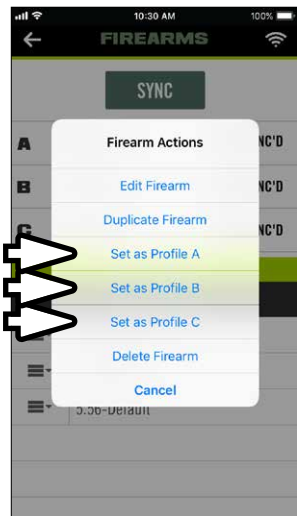 10:30 AM 100%
FIREARMS
SYNC
A NC'D
Firearm Actions
B NC'D
Edit Firearm
Duplicate Firearm
C NC'D
Set as Profile A
Set as Profile B
Set as Profile C
Delete Firearm
Cancel
5.56-Default